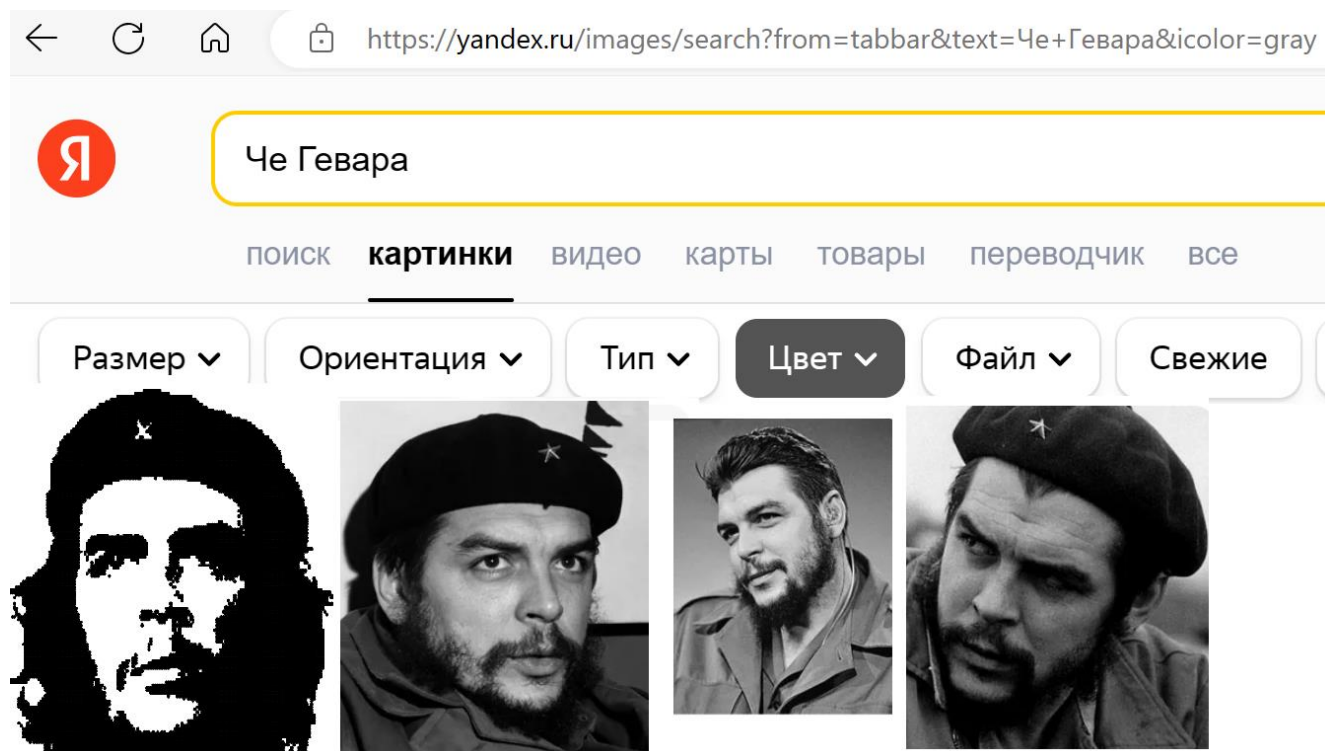 https://yandex.ru/images/search?from=tabbar&text=Че+Гевара&icolor=gray
Я
Че Гевара
поиск картинки видео карты товары переводчик все
Размер Ориентация Тип Цвет Файл Свежие